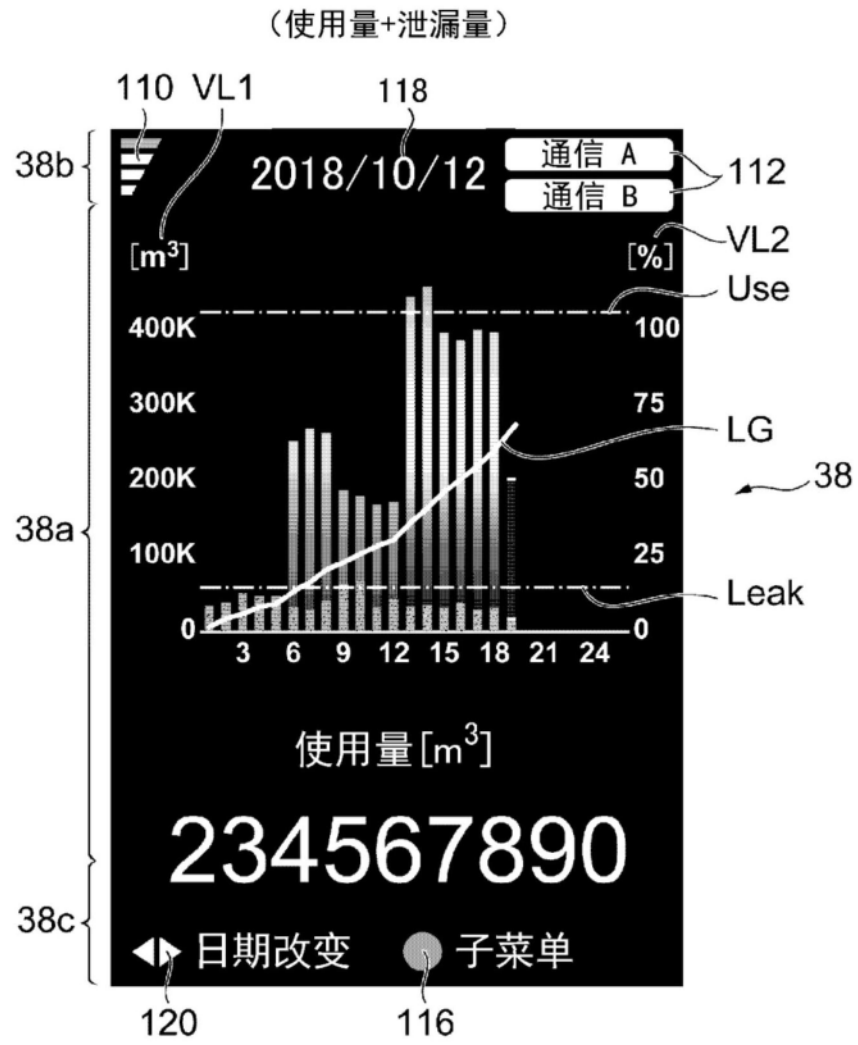 （使用量+泄漏量）
110 VL1 118
38b 2018/10/12 通信 A 112
通信 B
[m³] [%] VL2
Use
400K 100
300K 75
LG
200K 50 38
38a
100K 25
Leak
0 0
3 6 9 12 15 18 21 24
使用量[m³]
234567890
38c
日期改变 子菜单
120 116